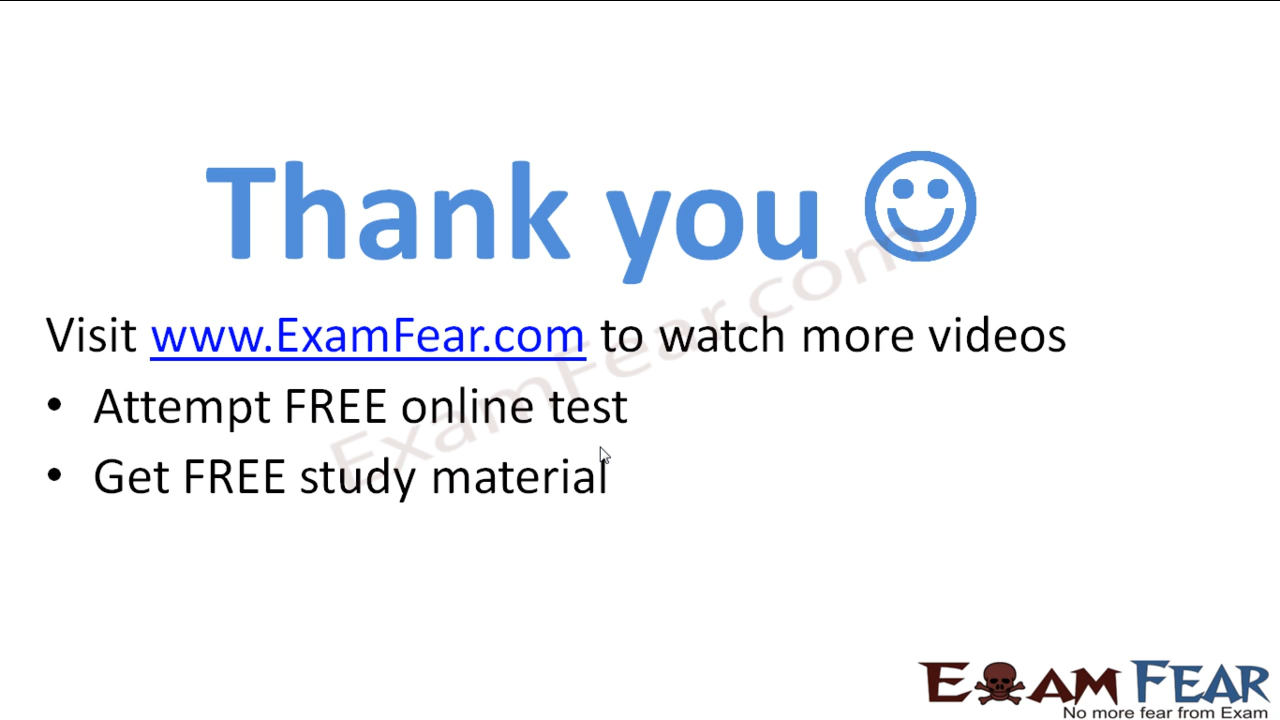 Thank you ☺
Visit www.ExamFear.com to watch more videos
• Attempt FREE online test
• Get FREE study material
ExamFear.com
EXAM FEAR
No more fear from Exam